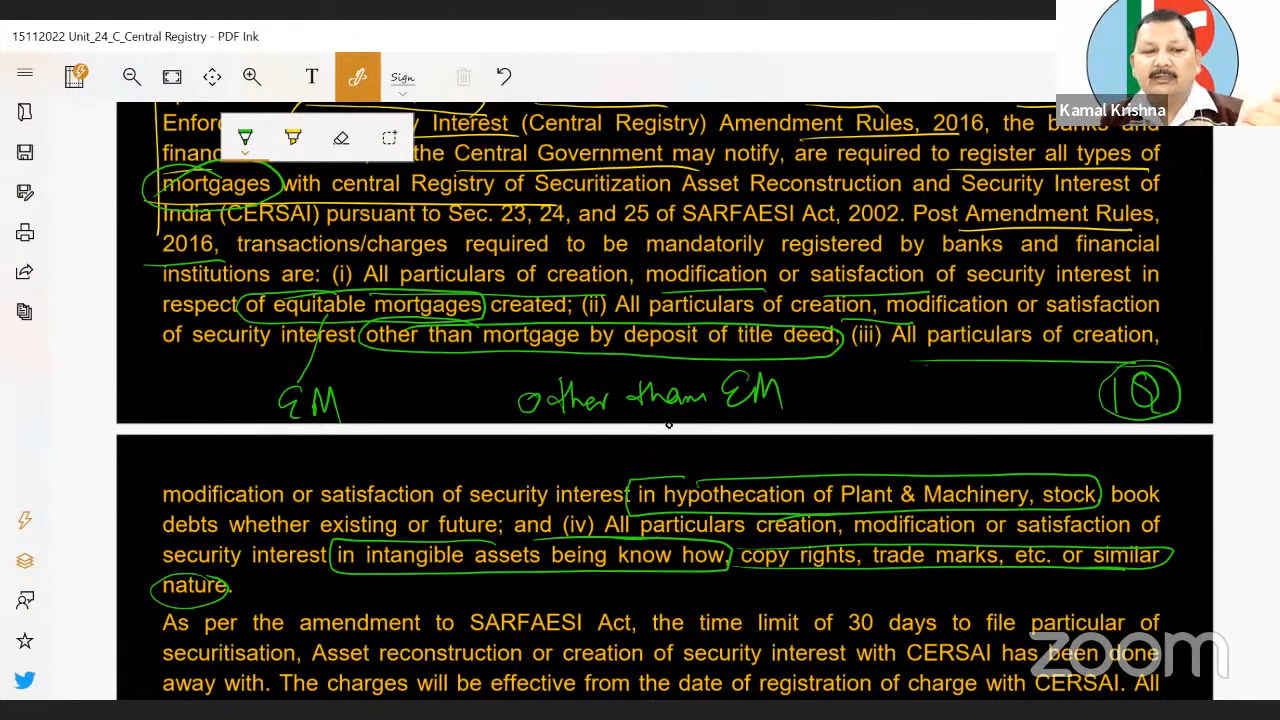 15112022 Unit_24_C_Central Registry - PDF Ink
T
Sign
Kamal Krishna
Enfor y Interest (Central Registry) Amendment Rules, 2016, the banks and
financ the Central Government may notify, are required to register all types of
mortgages with central Registry of Securitization Asset Reconstruction and Security Interest of
India (CERSAI) pursuant to Sec. 23, 24, and 25 of SARFAESI Act, 2002. Post Amendment Rules,
2016, transactions/charges required to be mandatorily registered by banks and financial
institutions are: (i) All particulars of creation, modification or satisfaction of security interest in
respect of equitable mortgages created; (ii) All particulars of creation, modification or satisfaction
of security interest other than mortgage by deposit of title deed, (iii) All particulars of creation,
EM other than EM 1Q
modification or satisfaction of security interest in hypothecation of Plant & Machinery, stock book
debts whether existing or future; and (iv) All particulars creation, modification or satisfaction of
security interest in intangible assets being know how, copy rights, trade marks, etc. or similar
nature.
As per the amendment to SARFAESI Act, the time limit of 30 days to file particular of
securitisation, Asset reconstruction or creation of security interest with CERSAI has been done
away with. The charges will be effective from the date of registration of charge with CERSAI. All
zoom